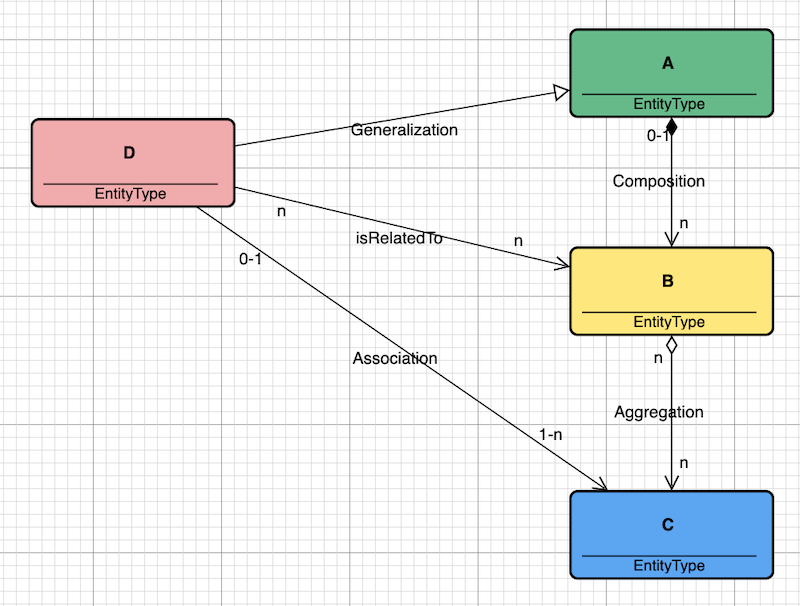 A
EntityType
0-1
Generalization
D
EntityType
Composition
n
n
isRelatedTo
n
0-1
B
EntityType
Association
n
Aggregation
1-n
n
C
EntityType